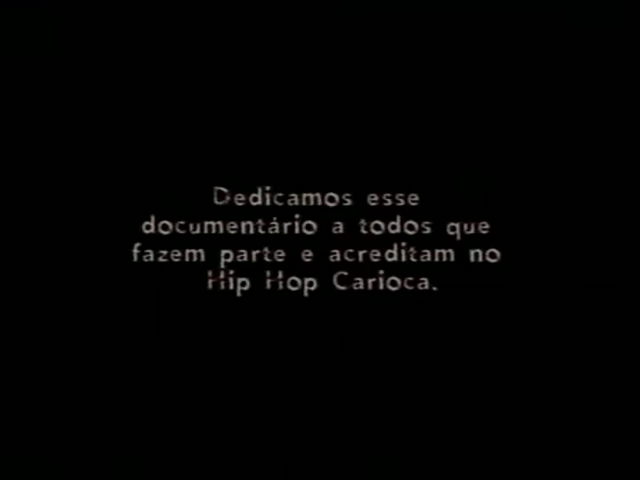 Dedicamos esse
documentário a todos que
fazem parte e acreditam no
Hip Hop Carioca.